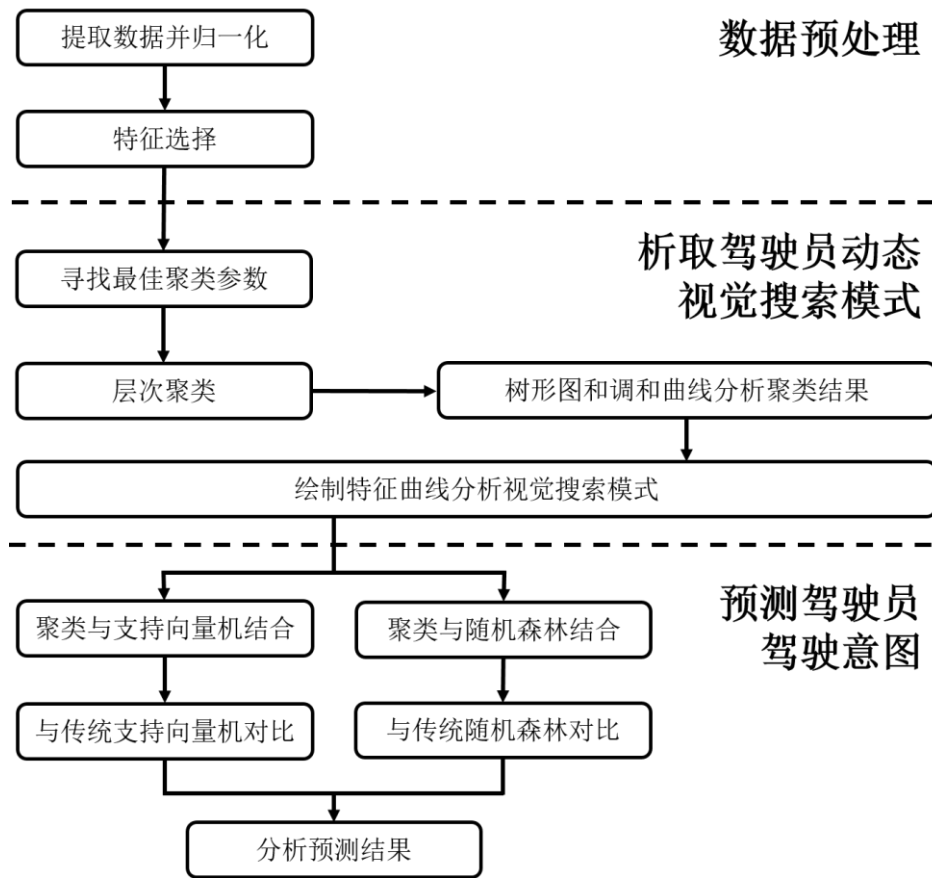 提取数据并归一化
数据预处理
特征选择
析取驾驶员动态
视觉搜索模式
寻找最佳聚类参数
层次聚类
树形图和调和曲线分析聚类结果
绘制特征曲线分析视觉搜索模式
预测驾驶员
驾驶意图
聚类与支持向量机结合
聚类与随机森林结合
与传统支持向量机对比
与传统随机森林对比
分析预测结果